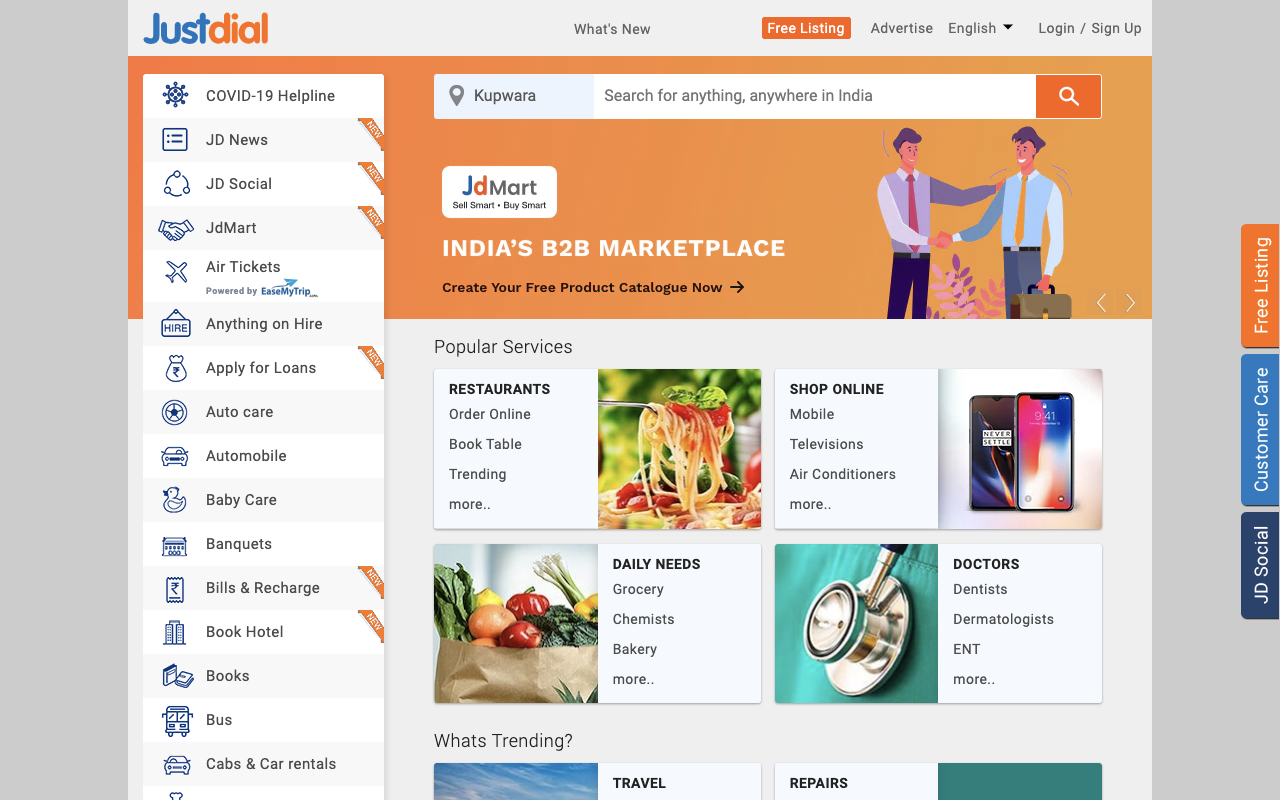 Justdial
What's New
Free Listing
Advertise
English
Login / Sign Up
COVID-19 Helpline
JD News
NEW
JD Social
NEW
JdMart
NEW
Air Tickets
Powered by EaseMyTrip.com
Anything on Hire
HIRE
Apply for Loans
NEW
Auto care
Automobile
Baby Care
Banquets
Bills & Recharge
NEW
Book Hotel
NEW
Books
Bus
Cabs & Car rentals
Kupwara
Search for anything, anywhere in India
JdMart
Sell Smart • Buy Smart
INDIA'S B2B MARKETPLACE
Create Your Free Product Catalogue Now
Popular Services
RESTAURANTS
Order Online
Book Table
Trending
more..
SHOP ONLINE
Mobile
Televisions
Air Conditioners
more..
NEVER
SETTLE
9:41
DAILY NEEDS
Grocery
Chemists
Bakery
more..
DOCTORS
Dentists
Dermatologists
ENT
more..
Whats Trending?
TRAVEL
REPAIRS
Free Listing
Customer Care
JD Social